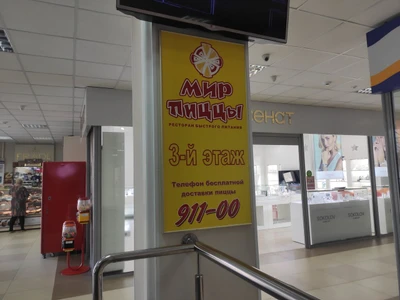 МИР
ПИЦЦЫ
ресторан быстрого питания
3-й этаж
Телефон бесплатной
доставки пиццы
911-00